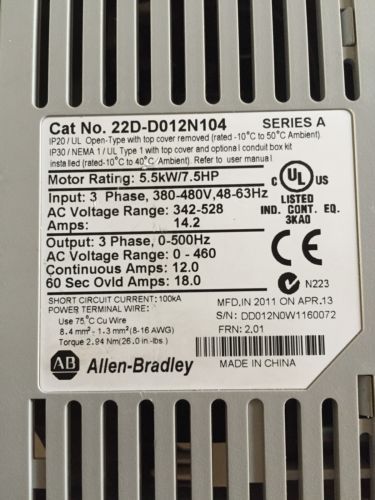 Cat No. 22D-D012N104 SERIES A
IP20 / UL Open-Type with top cover removed (rated -10°C to 50°C Ambient).
IP30 / NEMA 1 / UL Type 1 with top cover and optional conduit box kit
installed (rated-10°C to 40°C Ambient). Refer to user manual
Motor Rating: 5.5kW/7.5HP
Input: 3 Phase, 380-480V,48-63Hz
AC Voltage Range: 342-528
Amps: 14.2
Output: 3 Phase, 0-500Hz
AC Voltage Range: 0 - 460
Continuous Amps: 12.0
60 Sec Ovld Amps: 18.0
C UL US
LISTED
IND. CONT. EQ.
3KA0
N223
SHORT CIRCUIT CURRENT: 100kA
POWER TERMINAL WIRE:
Use 75°C Cu Wire
8.4 mm² - 1.3 mm² (8-16 AWG)
Torque 2.94 Nm (26.0 in.-lbs.)
MFD.IN 2011 ON APR.13
S/N: DD012N0W1160072
FRN: 2.01
AB Allen-Bradley
MADE IN CHINA